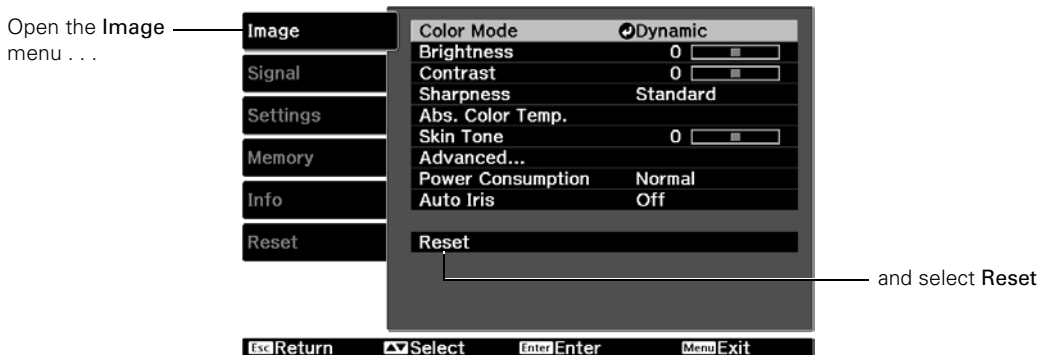 Open the Image
menu . . .
Image
Signal
Settings
Memory
Info
Reset
Color Mode Dynamic
Brightness 0
Contrast 0
Sharpness Standard
Abs. Color Temp.
Skin Tone 0
Advanced...
Power Consumption Normal
Auto Iris Off
Reset
and select Reset
Esc Return Select Enter Enter Menu Exit